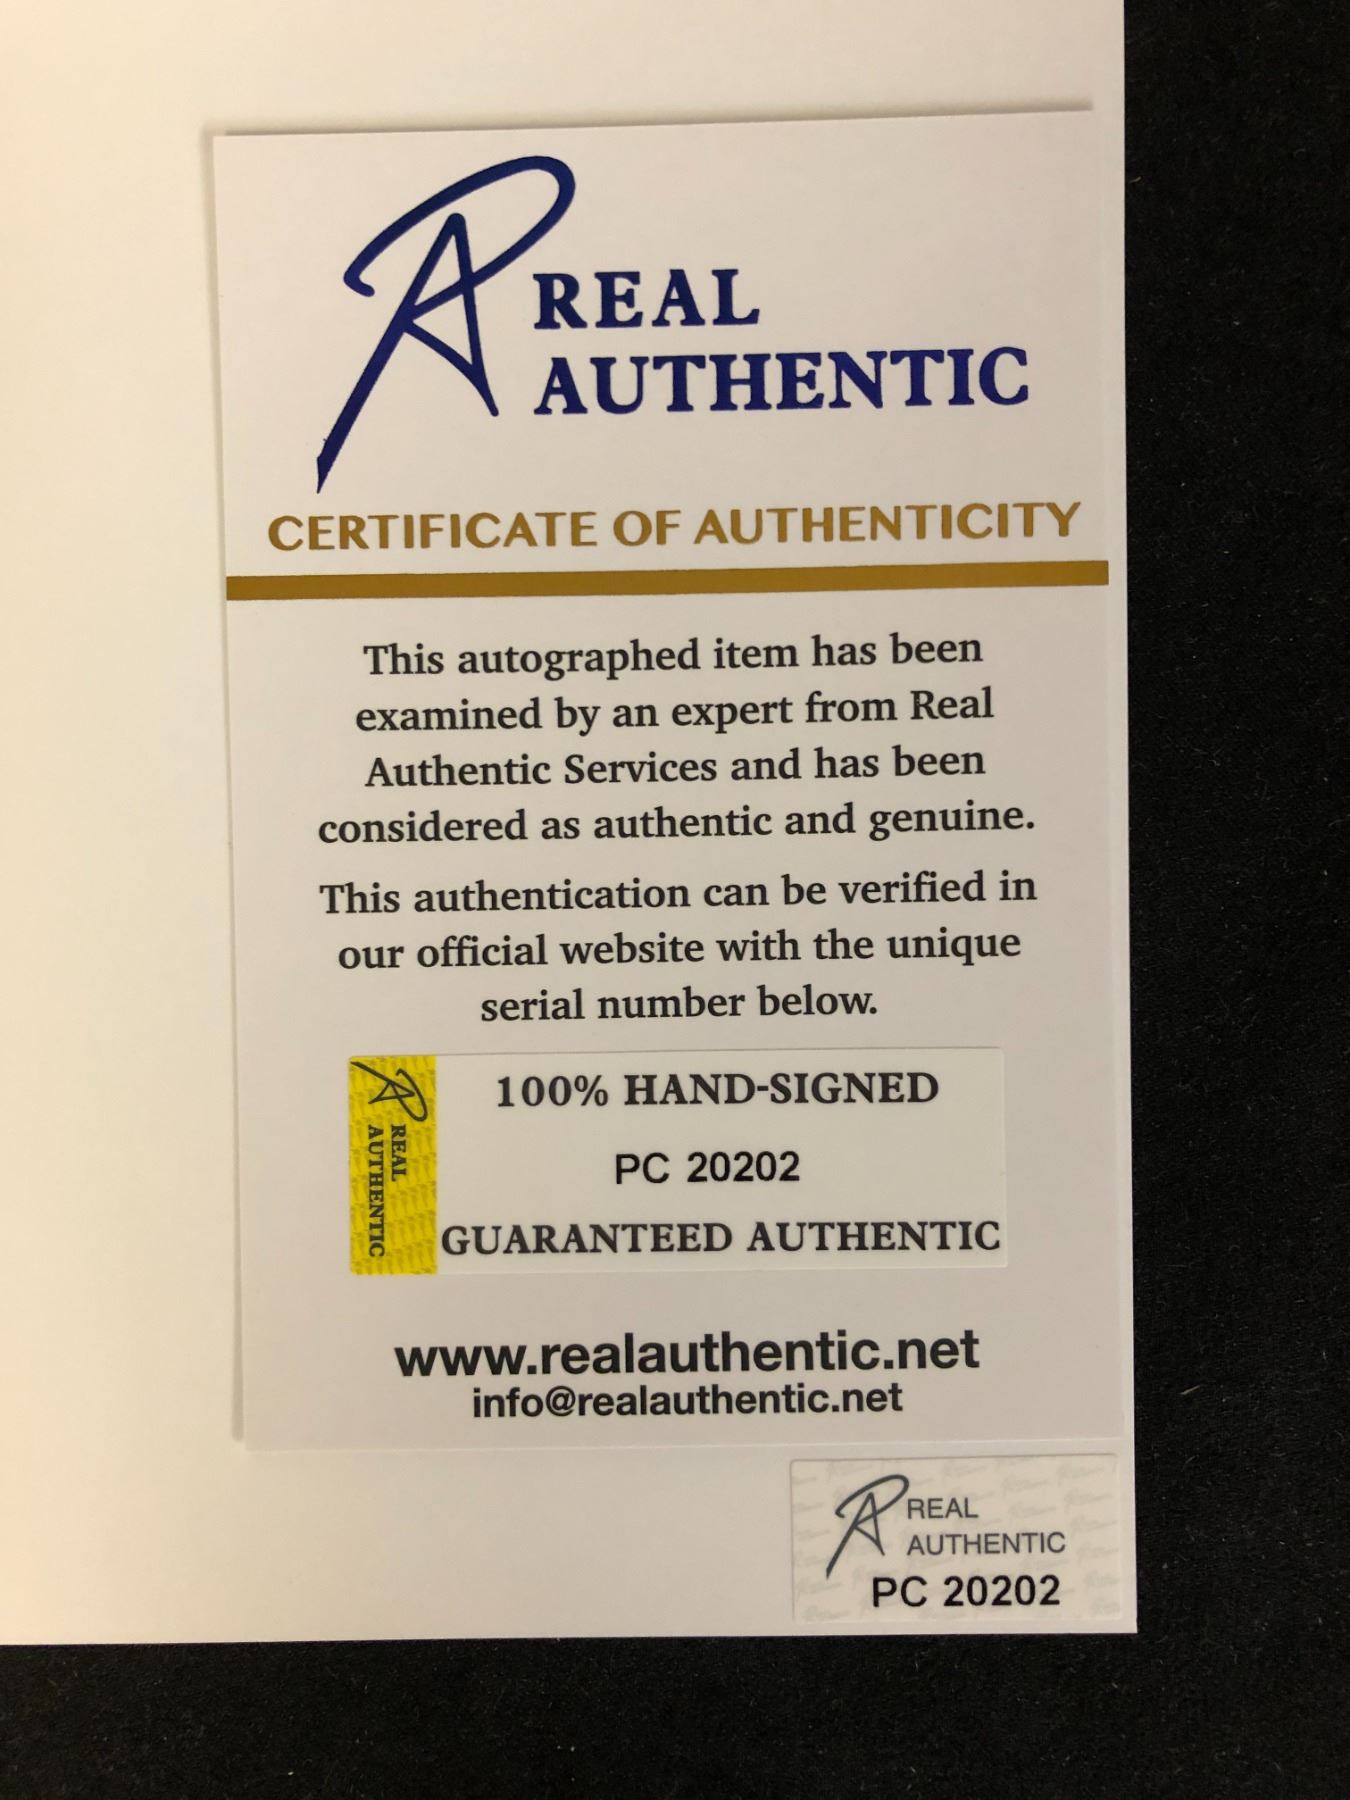 REAL
AUTHENTIC
CERTIFICATE OF AUTHENTICITY
This autographed item has been
examined by an expert from Real
Authentic Services and has been
considered as authentic and genuine.
This authentication can be verified in
our official website with the unique
serial number below.
REAL
AUTHENTIC
100% HAND-SIGNED
PC 20202
GUARANTEED AUTHENTIC
www.realauthentic.net
info@realauthentic.net
REAL
AUTHENTIC
PC 20202